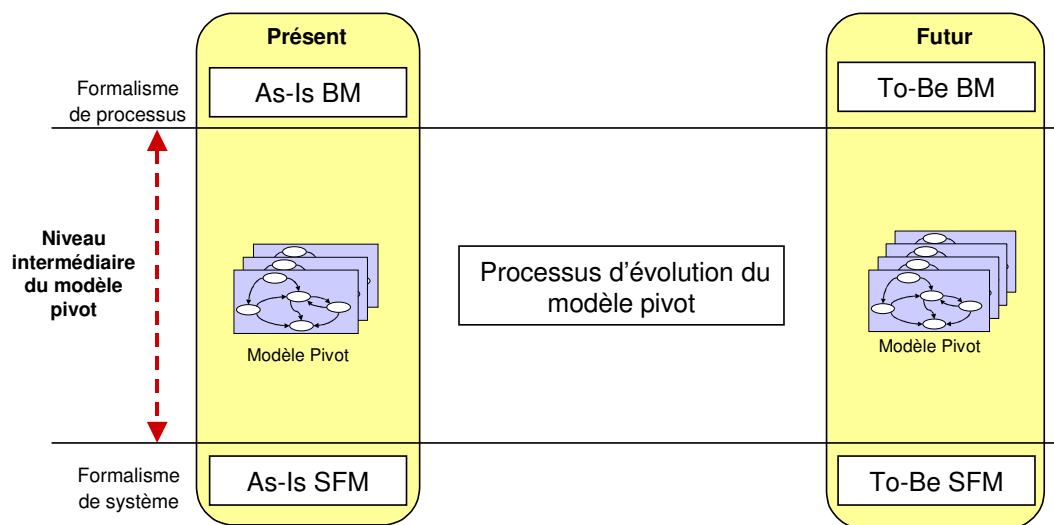 Présent
Futur
Formalisme
de processus
As-Is BM
To-Be BM
Niveau
intermédiaire
du modèle
pivot
Processus d'évolution du
modèle pivot
Modèle Pivot
Modèle Pivot
Formalisme
de système
As-Is SFM
To-Be SFM